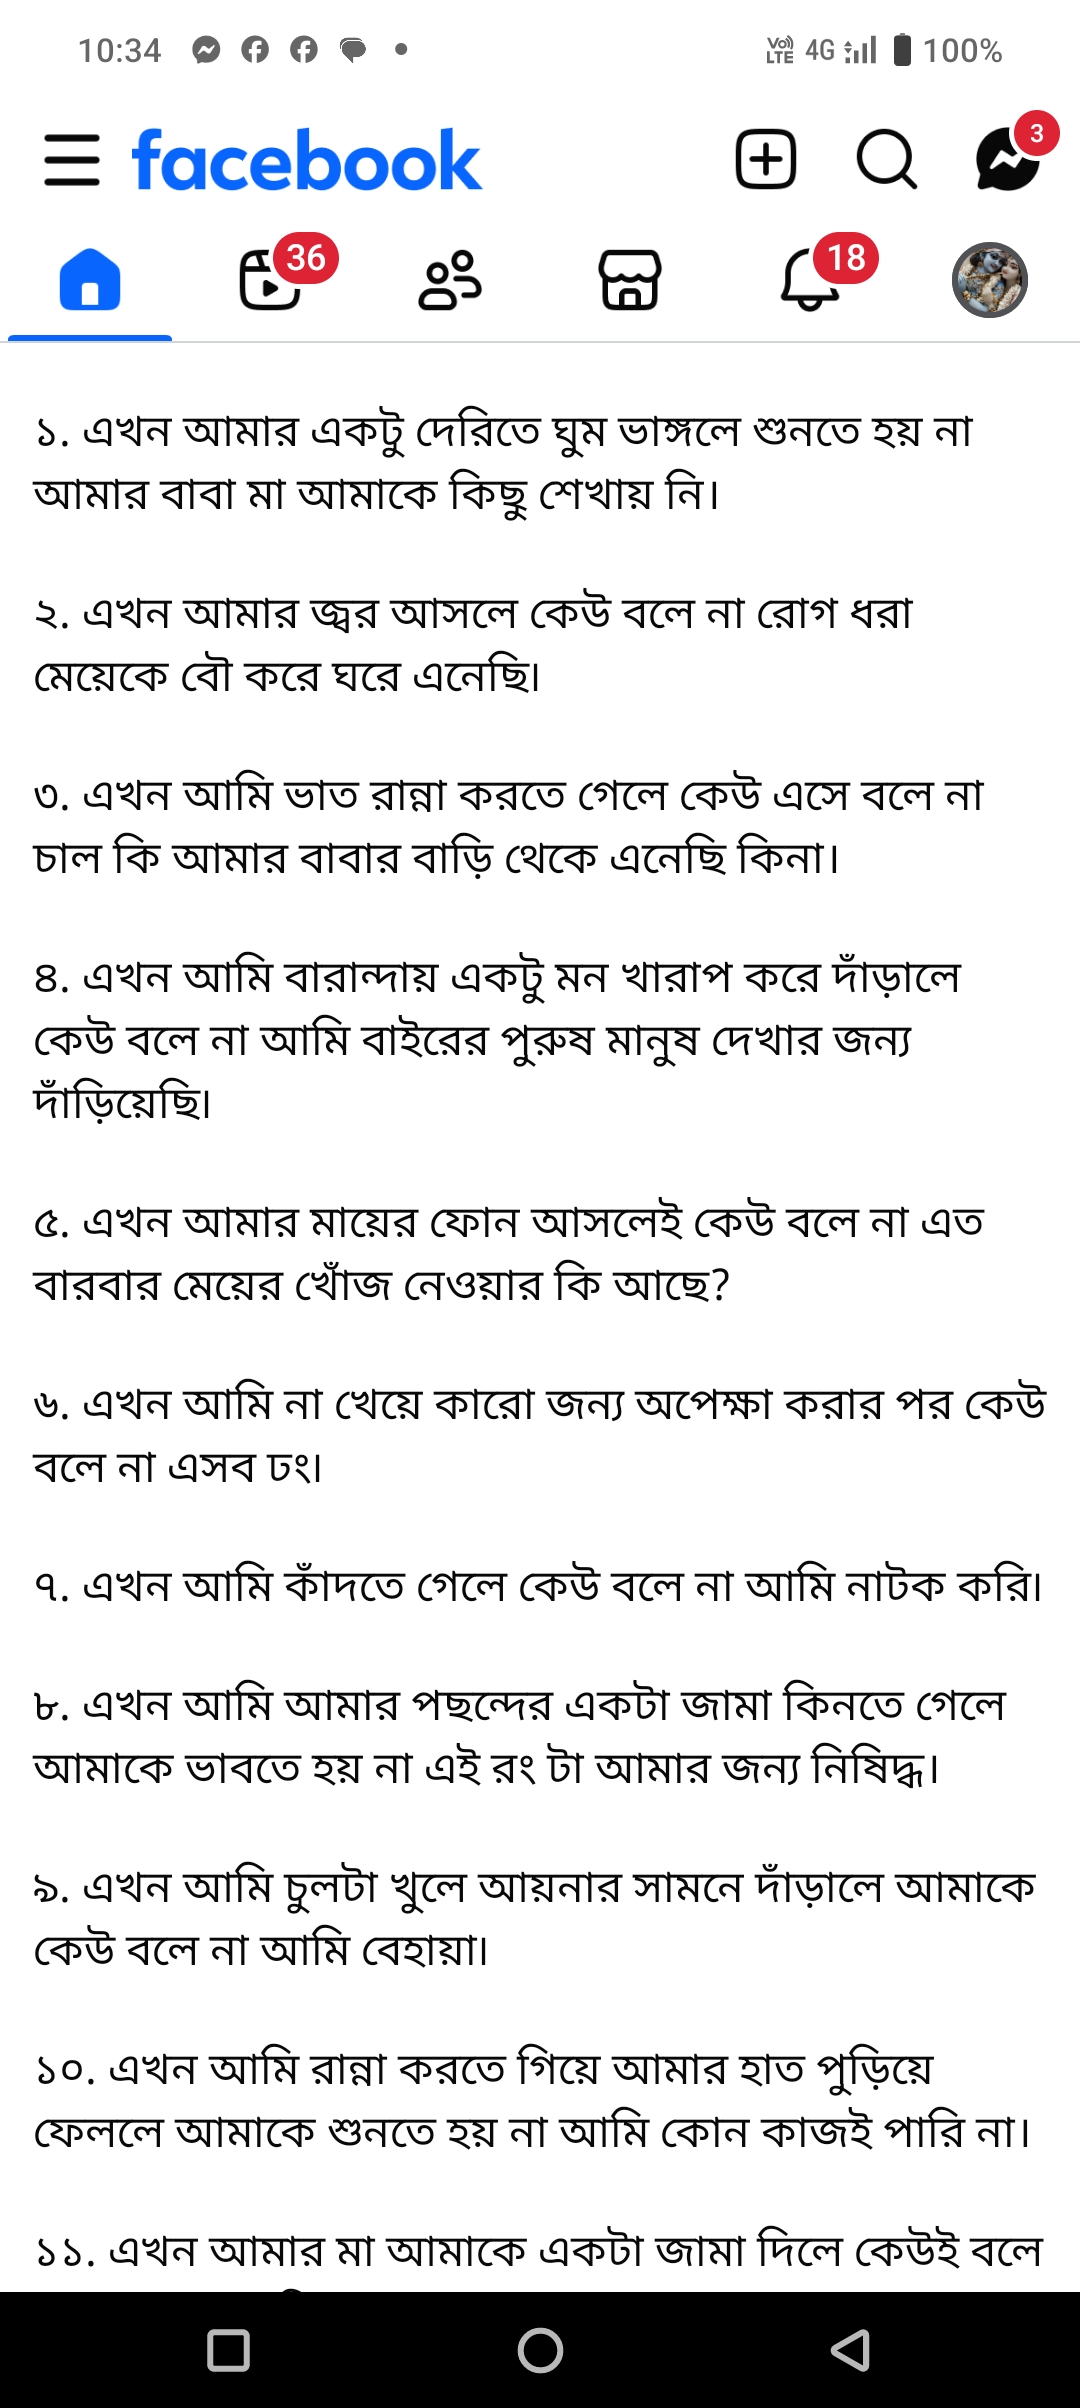 10:34 VoLTE 4G 100%
facebook 3
36 18
১. এখন আমার একটু দেরিতে ঘুম ভাঙ্গলে শুনতে হয় না
আমার বাবা মা আমাকে কিছু শেখায় নি।
২. এখন আমার জ্বর আসলে কেউ বলে না রোগ ধরা
মেয়েকে বৌ করে ঘরে এনেছি।
৩. এখন আমি ভাত রান্না করতে গেলে কেউ এসে বলে না
চাল কি আমার বাবার বাড়ি থেকে এনেছি কিনা।
৪. এখন আমি বারান্দায় একটু মন খারাপ করে দাঁড়ালে
কেউ বলে না আমি বাইরের পুরুষ মানুষ দেখার জন্য
দাঁড়িয়েছি।
৫. এখন আমার মায়ের ফোন আসলেই কেউ বলে না এত
বারবার মেয়ের খোঁজ নেওয়ার কি আছে?
৬. এখন আমি না খেয়ে কারো জন্য অপেক্ষা করার পর কেউ
বলে না এসব ঢং।
৭. এখন আমি কাঁদতে গেলে কেউ বলে না আমি নাটক করি।
৮. এখন আমি আমার পছন্দের একটা জামা কিনতে গেলে
আমাকে ভাবতে হয় না এই রং টা আমার জন্য নিষিদ্ধ।
৯. এখন আমি চুলটা খুলে আয়নার সামনে দাঁড়ালে আমাকে
কেউ বলে না আমি বেহায়া।
১০. এখন আমি রান্না করতে গিয়ে আমার হাত পুড়িয়ে
ফেললে আমাকে শুনতে হয় না আমি কোন কাজই পারি না।
১১. এখন আমার মা আমাকে একটা জামা দিলে কেউই বলে